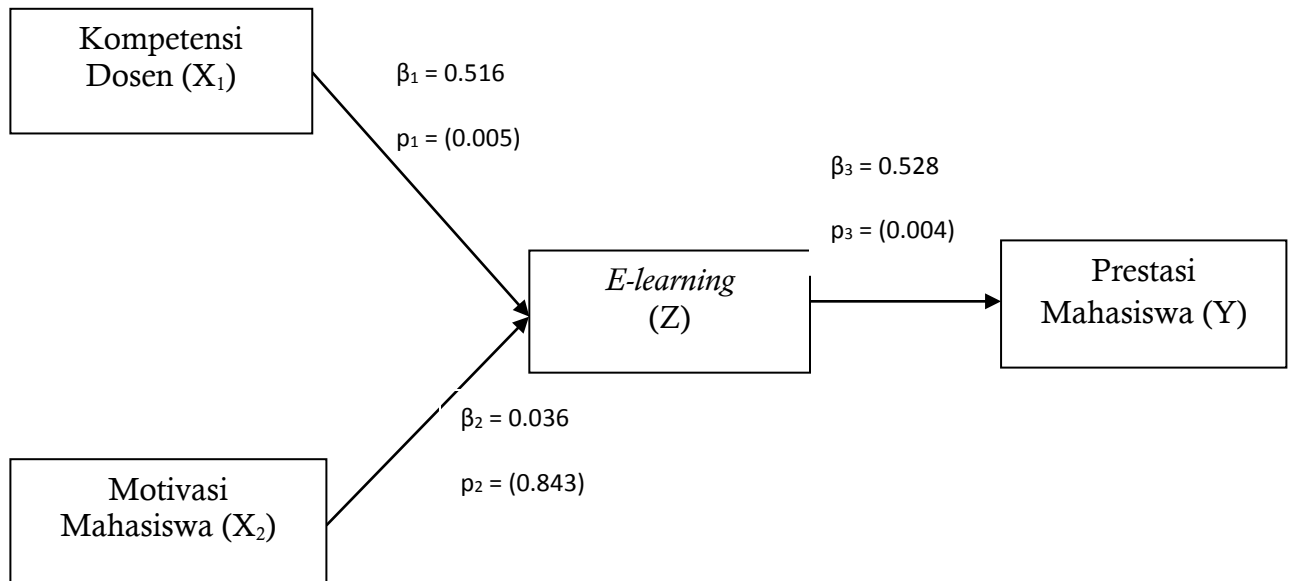 Kompetensi
Dosen (X₁)
β₁ = 0.516
p₁ = (0.005)
β₃ = 0.528
p₃ = (0.004)
E-learning
(Z)
Prestasi
Mahasiswa (Y)
β₂ = 0.036
p₂ = (0.843)
Motivasi
Mahasiswa (X₂)